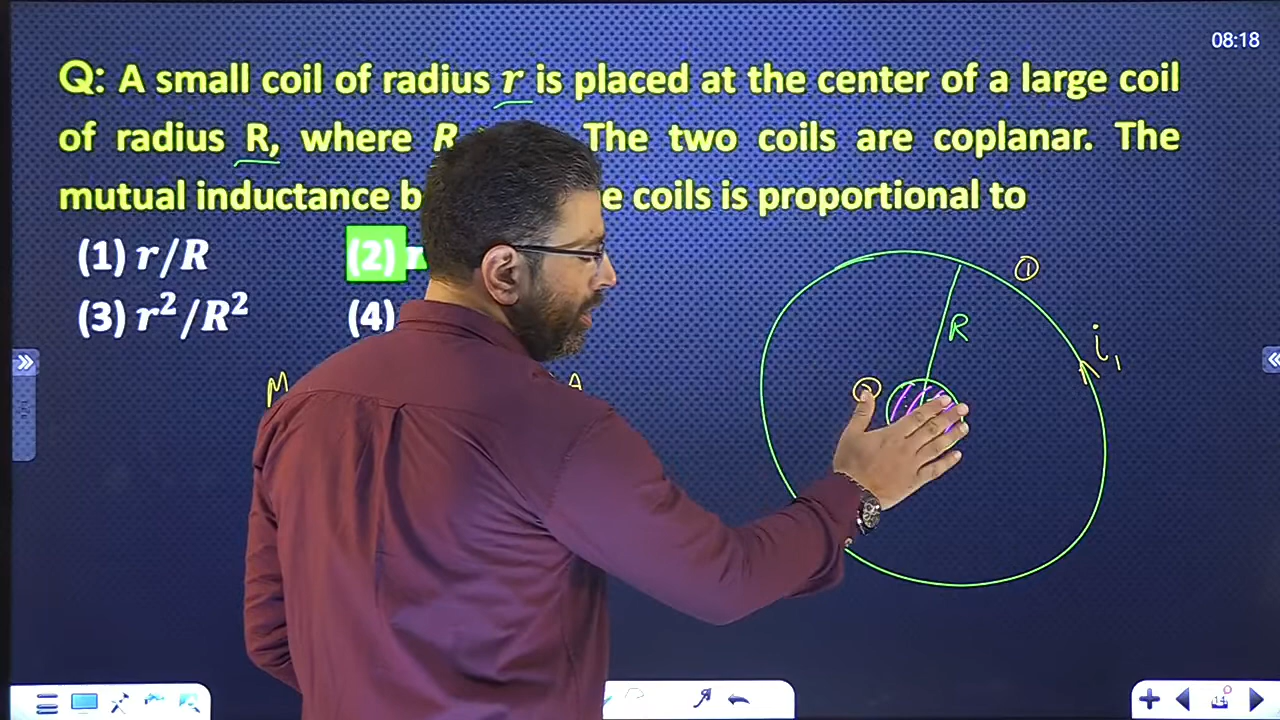 08:18
Q: A small coil of radius r is placed at the center of a large coil
of radius R, where R The two coils are coplanar. The
mutual inductance coils is proportional to
(1) r/R (2)
(3) r²/R² (4)
①
R
i₁
M A